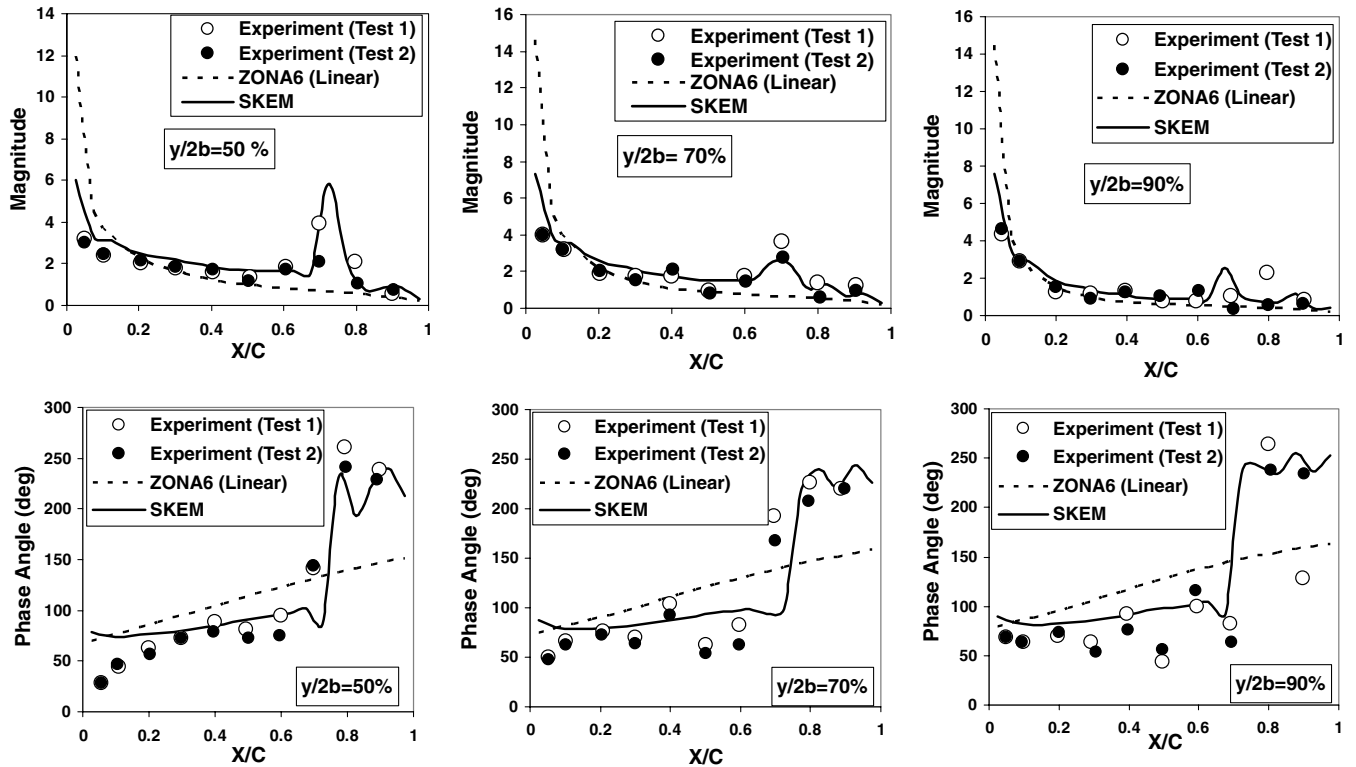 14
12
10
8
6
4
2
0
Magnitude
Experiment (Test 1)
Experiment (Test 2)
ZONA6 (Linear)
SKEM
y/2b=50 %
0 0.2 0.4 0.6 0.8 1
X/C
16
14
12
10
8
6
4
2
0
Magnitude
Experiment (Test 1)
Experiment (Test 2)
ZONA6 (Linear)
SKEM
y/2b= 70%
0 0.2 0.4 0.6 0.8 1
X/C
16
14
12
10
8
6
4
2
0
Magnitude
Experiment (Test 1)
Experiment (Test 2)
ZONA6 (Linear)
SKEM
y/2b=90%
0 0.2 0.4 0.6 0.8 1
X/C
300
250
200
150
100
50
0
Phase Angle (deg)
Experiment (Test 1)
Experiment (Test 2)
ZONA6 (Linear)
SKEM
y/2b=50%
0 0.2 0.4 0.6 0.8 1
X/C
300
250
200
150
100
50
0
Phase Angle (deg)
Experiment (Test 1)
Experiment (Test 2)
ZONA6 (Linear)
SKEM
y/2b=70%
0 0.2 0.4 0.6 0.8 1
X/C
300
250
200
150
100
50
0
Phase Angle (deg)
Experiment (Test 1)
Experiment (Test 2)
ZONA6 (Linear)
SKEM
y/2b=90%
0 0.2 0.4 0.6 0.8 1
X/C